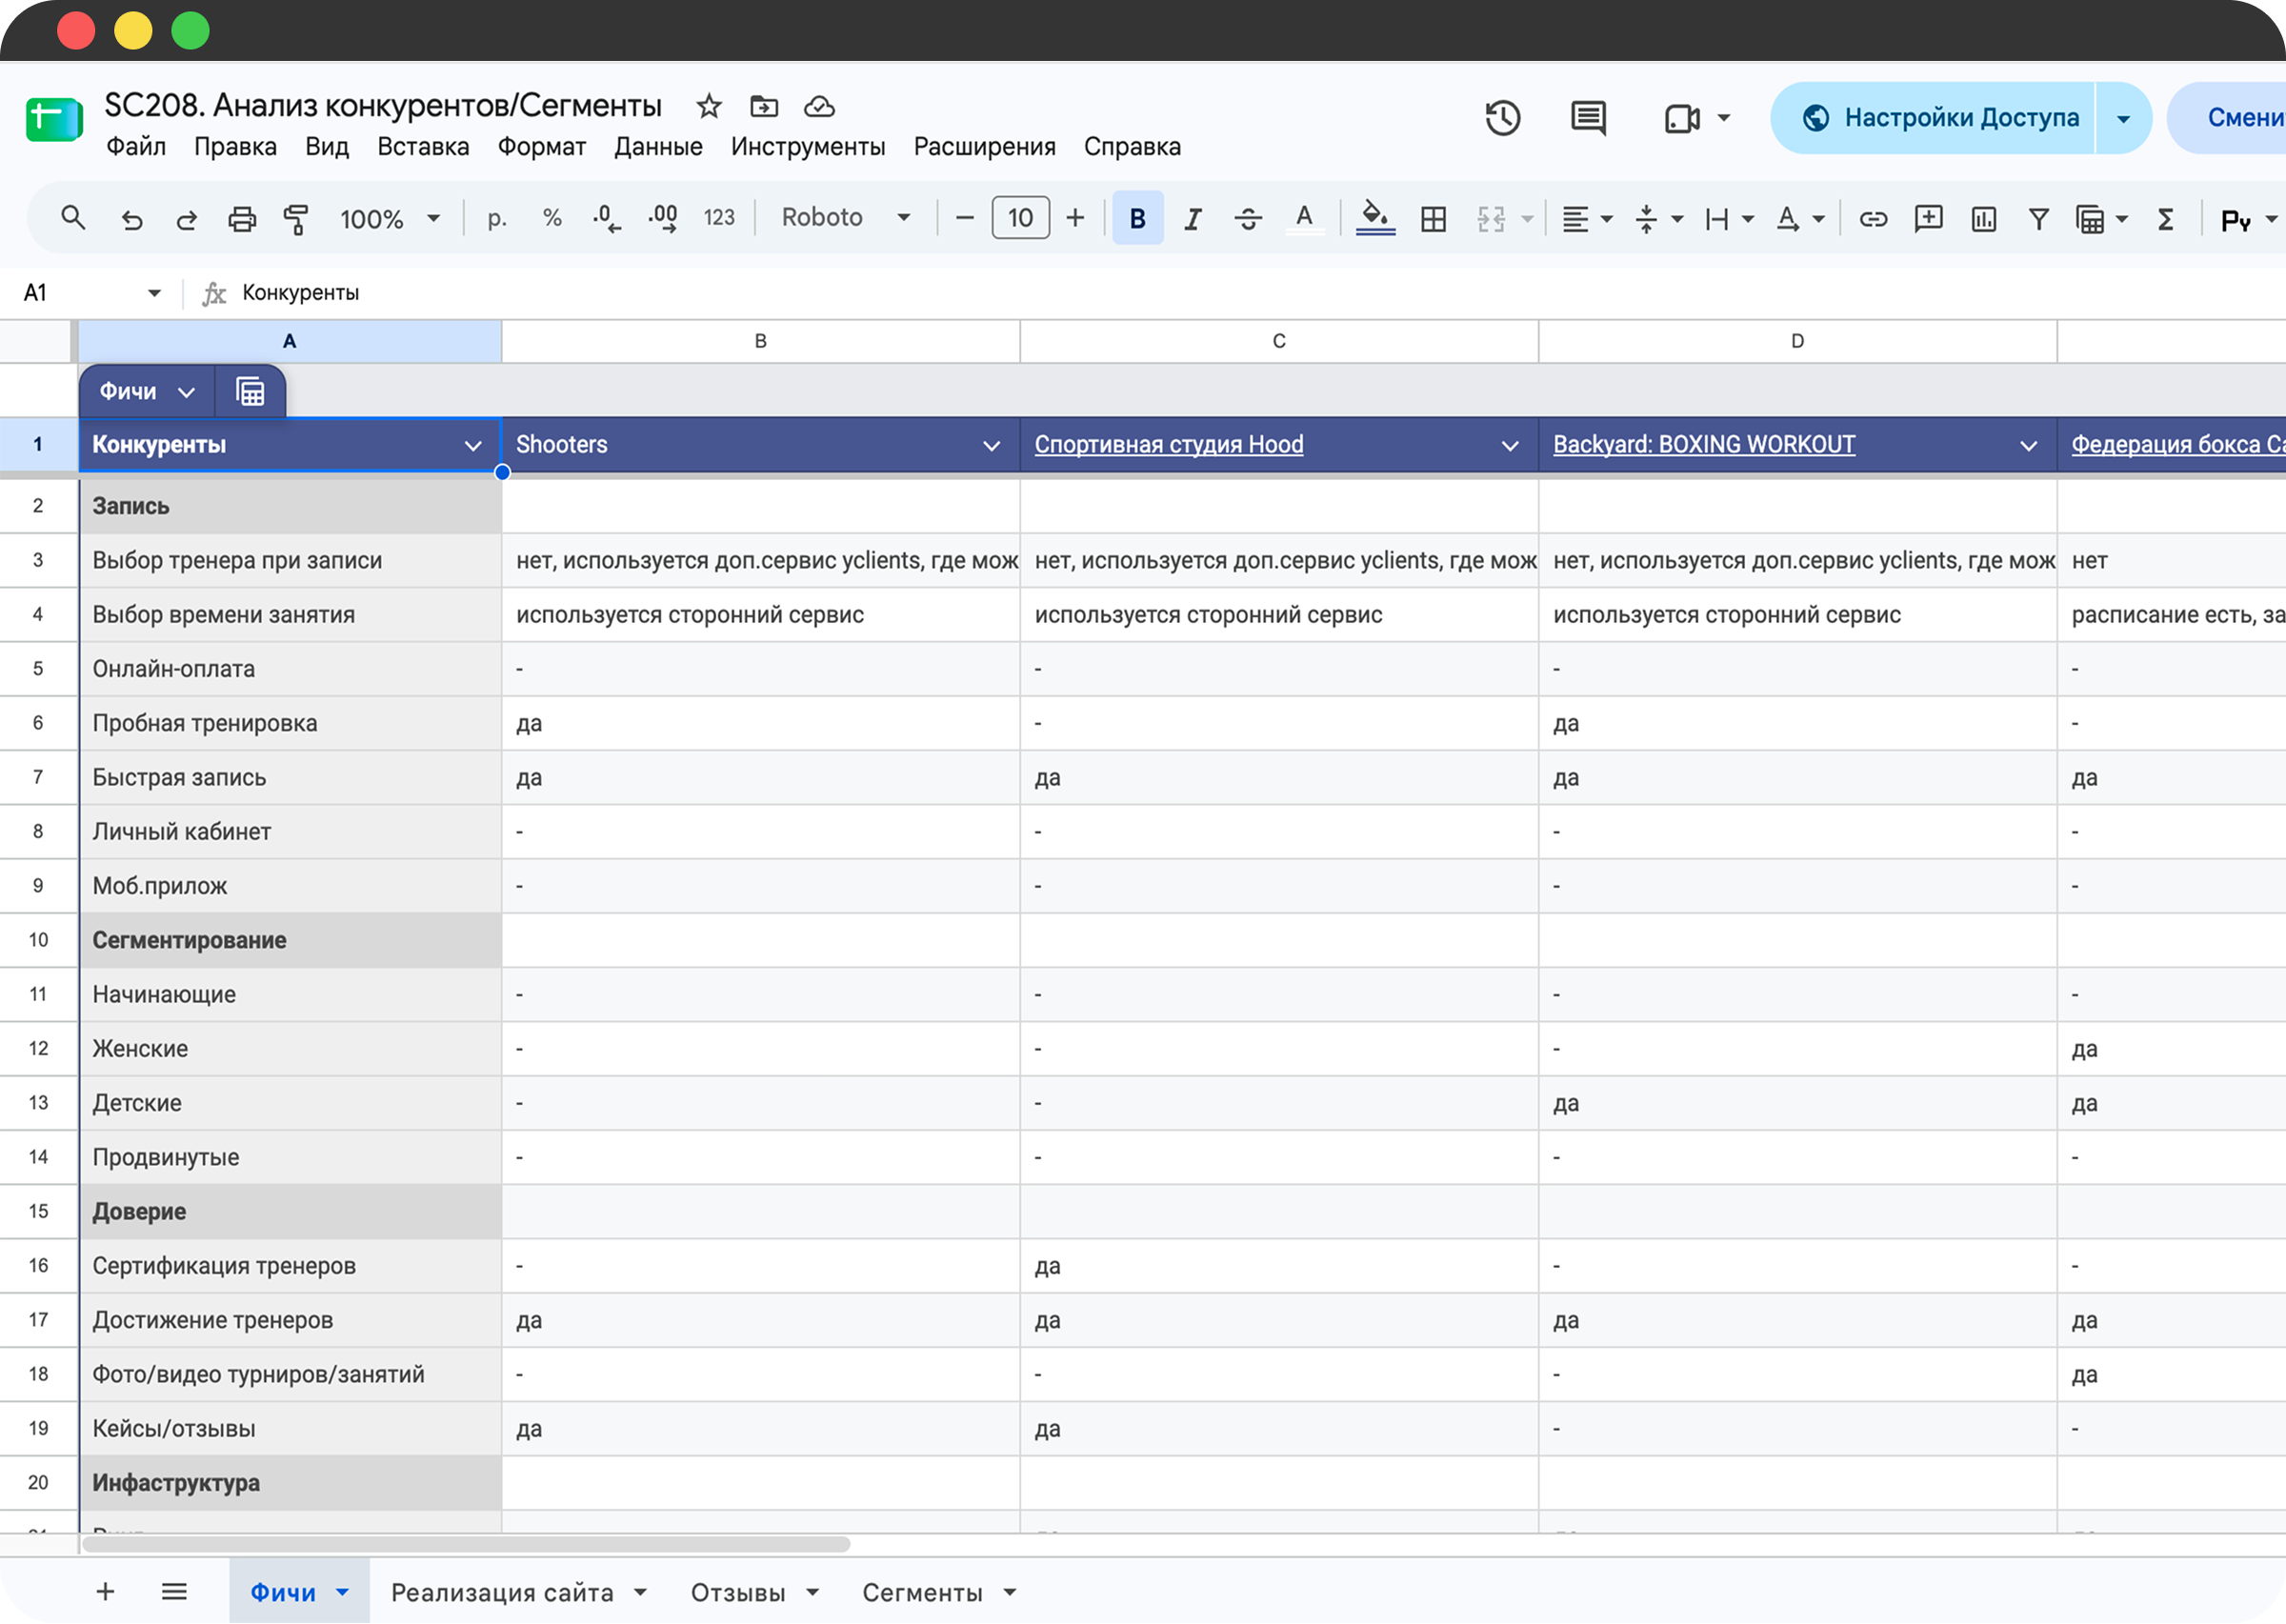 SC208. Анализ конкурентов/Сегменты
Файл Правка Вид Вставка Формат Данные Инструменты Расширения Справка
Настройки Доступа
100% р. % .0 .00 123 Roboto 10 B I A Σ Py
A1 fx Конкуренты
A B C D
Фичи
1 Конкуренты Shooters Спортивная студия Hood Backyard: BOXING WORKOUT Федерация бокса
2 Запись
3 Выбор тренера при записи нет, используется доп.сервис yclients, где мож нет, используется доп.сервис yclients, где мож нет, используется доп.сервис yclients, где мож нет
4 Выбор времени занятия используется сторонний сервис используется сторонний сервис используется сторонний сервис расписание есть, за
5 Онлайн-оплата - - - -
6 Пробная тренировка да - да -
7 Быстрая запись да да да да
8 Личный кабинет - - - -
9 Моб.прилож - - - -
10 Сегментирование
11 Начинающие - - - -
12 Женские - - - да
13 Детские - - да да
14 Продвинутые - - - -
15 Доверие
16 Сертификация тренеров - да - -
17 Достижение тренеров да да да да
18 Фото/видео турниров/занятий - - - да
19 Кейсы/отзывы да да - -
20 Инфаструктура
Фичи Реализация сайта Отзывы Сегменты